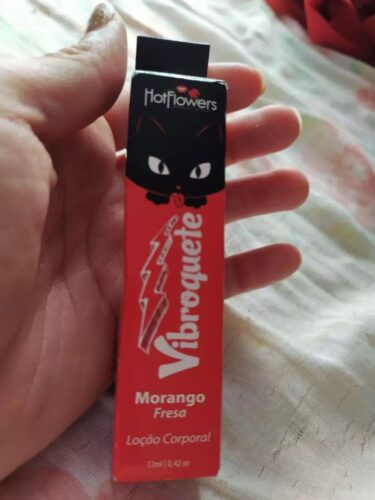 HotFlowers
Vibroquete
Morango
Fresa
Loção Corporal
12ml | 0,42 oz